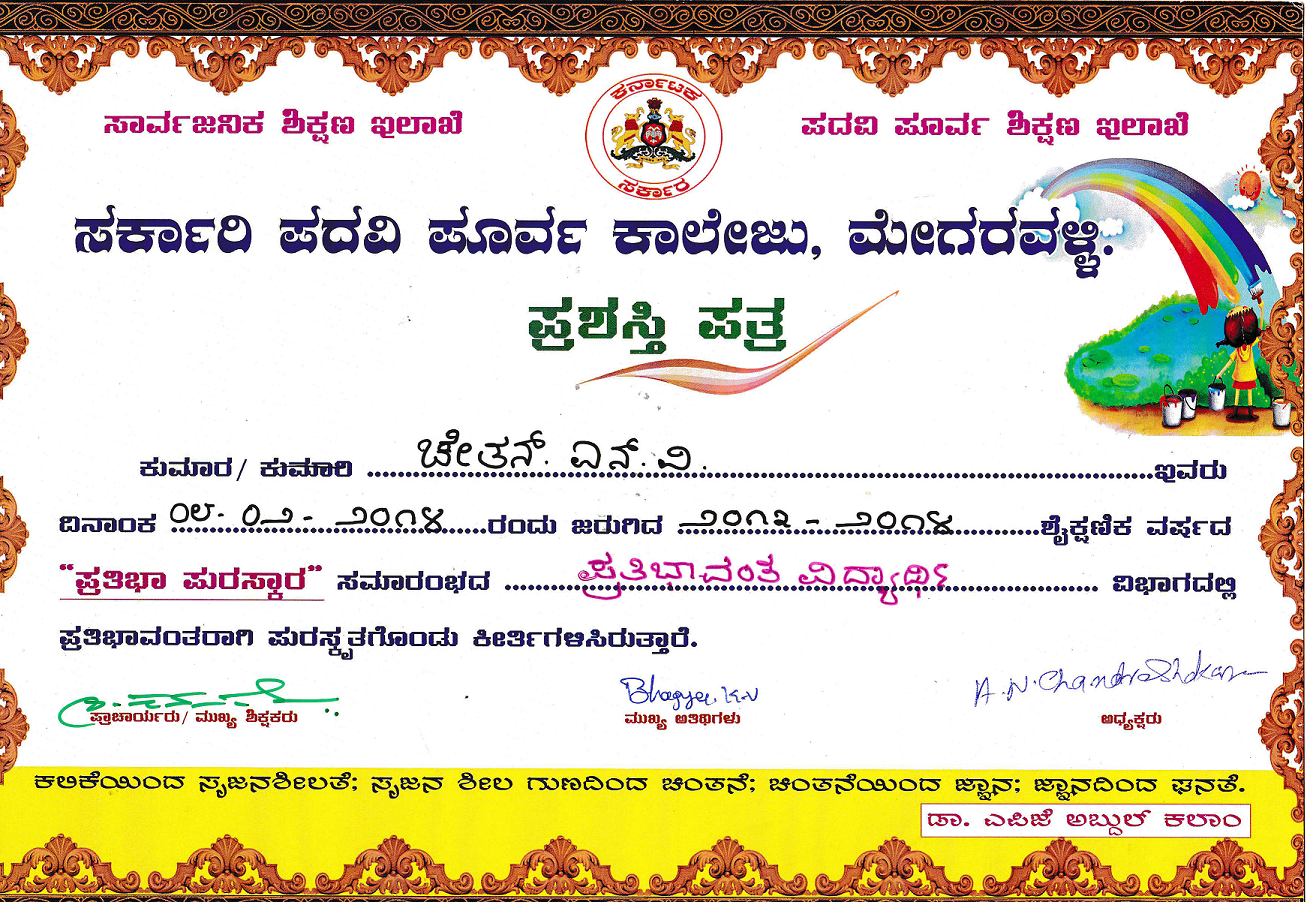 ಕರ್ನಾಟಕ
ಸರ್ಕಾರ
ಸಾರ್ವಜನಿಕ ಶಿಕ್ಷಣ ಇಲಾಖೆ
ಪದವಿ ಪೂರ್ವ ಶಿಕ್ಷಣ ಇಲಾಖೆ
ಸರ್ಕಾರಿ ಪದವಿ ಪೂರ್ವ ಕಾಲೇಜು, ಮೇಗರವಳ್ಳಿ.
ಪ್ರಶಸ್ತಿ ಪತ್ರ
ಕುಮಾರ/ ಕುಮಾರಿ ಚೇತನ್. ಎನ್. ವಿ. ಇವರು
ದಿನಾಂಕ ೦೮-೦೨-೨೦೧೪ ರಂದು ಜರುಗಿದ ೨೦೧೩-೨೦೧೪ ಶೈಕ್ಷಣಿಕ ವರ್ಷದ
“ಪ್ರತಿಭಾ ಪುರಸ್ಕಾರ” ಸಮಾರಂಭದ ಪ್ರತಿಭಾವಂತ ವಿದ್ಯಾರ್ಥಿ ವಿಭಾಗದಲ್ಲಿ
ಪ್ರತಿಭಾವಂತರಾಗಿ ಪುರಸ್ಕೃತಗೊಂಡು ಕೀರ್ತಿಗಳಿಸಿರುತ್ತಾರೆ.
Bhagya K.N
A.N. Chandrashekar
ಪ್ರಾಚಾರ್ಯರು/ ಮುಖ್ಯ ಶಿಕ್ಷಕರು
ಮುಖ್ಯ ಅತಿಥಿಗಳು
ಅಧ್ಯಕ್ಷರು
ಕಲಿಕೆಯಿಂದ ಸೃಜನಶೀಲತೆ; ಸೃಜನ ಶೀಲ ಗುಣದಿಂದ ಚಿಂತನೆ; ಚಿಂತನೆಯಿಂದ ಜ್ಞಾನ; ಜ್ಞಾನದಿಂದ ಘನತೆ.
ಡಾ. ಎಪಿಜೆ ಅಬ್ದುಲ್ ಕಲಾಂ